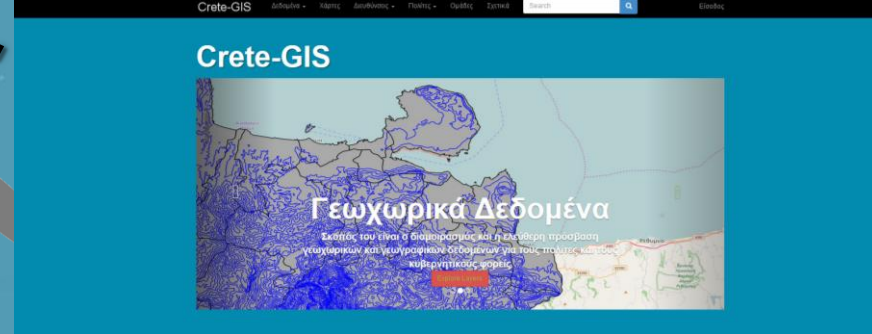 Crete-GIS Δεδομένα Χάρτες Διευθύνσεις Πολίτες Ομάδες Σχετικά Search Είσοδος
Crete-GIS
Γεωχωρικά Δεδομένα
Σκοπός του είναι ο διαμοιρασμός και η ελεύθερη πρόσβαση
γεωχωρικών και γεωγραφικών δεδομένων για τους πολίτες και τους
κυβερνητικούς φορείς
Ρέθυμνον